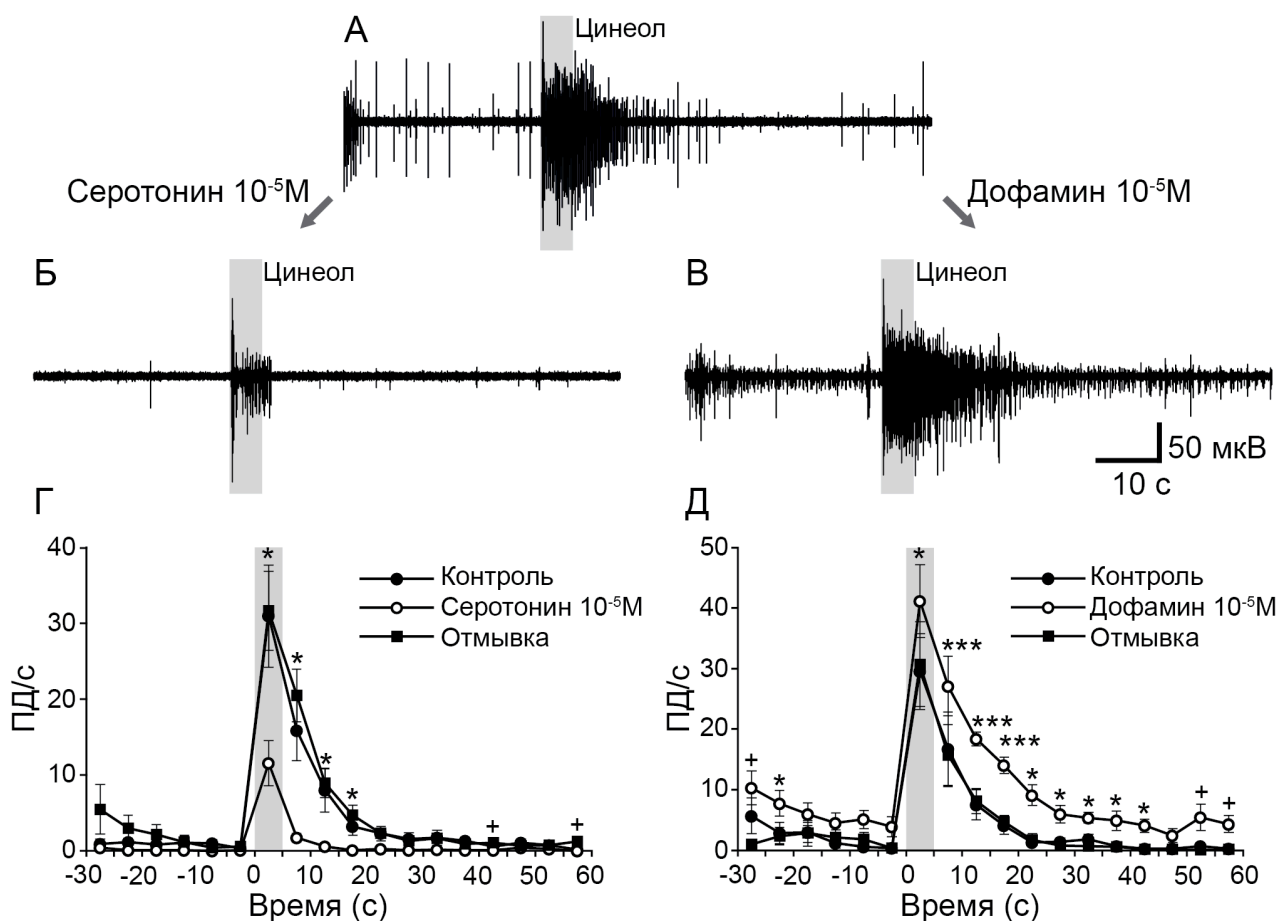 А
Цинеол
Серотонин 10⁻⁵М
Дофамин 10⁻⁵М
Б
Цинеол
В
Цинеол
50 мкВ
10 с
Г
40
30
20
10
0
ПД/с
*
*
*
*
+
+
Контроль
Серотонин 10⁻⁵М
Отмывка
-30 -20 -10 0 10 20 30 40 50 60
Время (с)
Д
50
40
30
20
10
0
ПД/с
+
*
*
***
***
***
*
*
*
*
*
+
+
Контроль
Дофамин 10⁻⁵М
Отмывка
-30 -20 -10 0 10 20 30 40 50 60
Время (с)